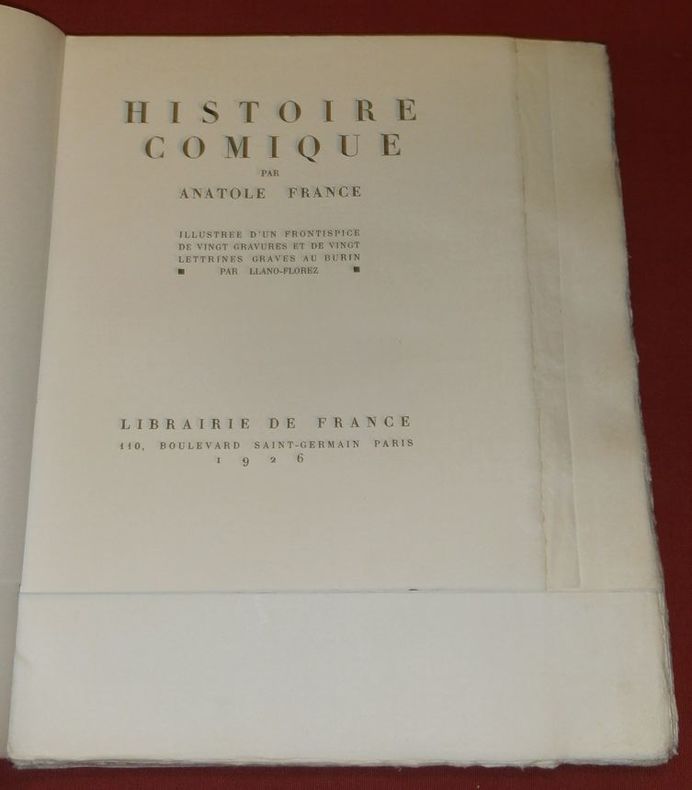 HISTOIRE
COMIQUE
PAR
ANATOLE FRANCE
ILLUSTREE D'UN FRONTISPICE
DE VINGT GRAVURES ET DE VINGT
LETTRINES GRAVES AU BURIN
PAR LLANO-FLOREZ
LIBRAIRIE DE FRANCE
110, BOULEVARD SAINT-GERMAIN PARIS
1926